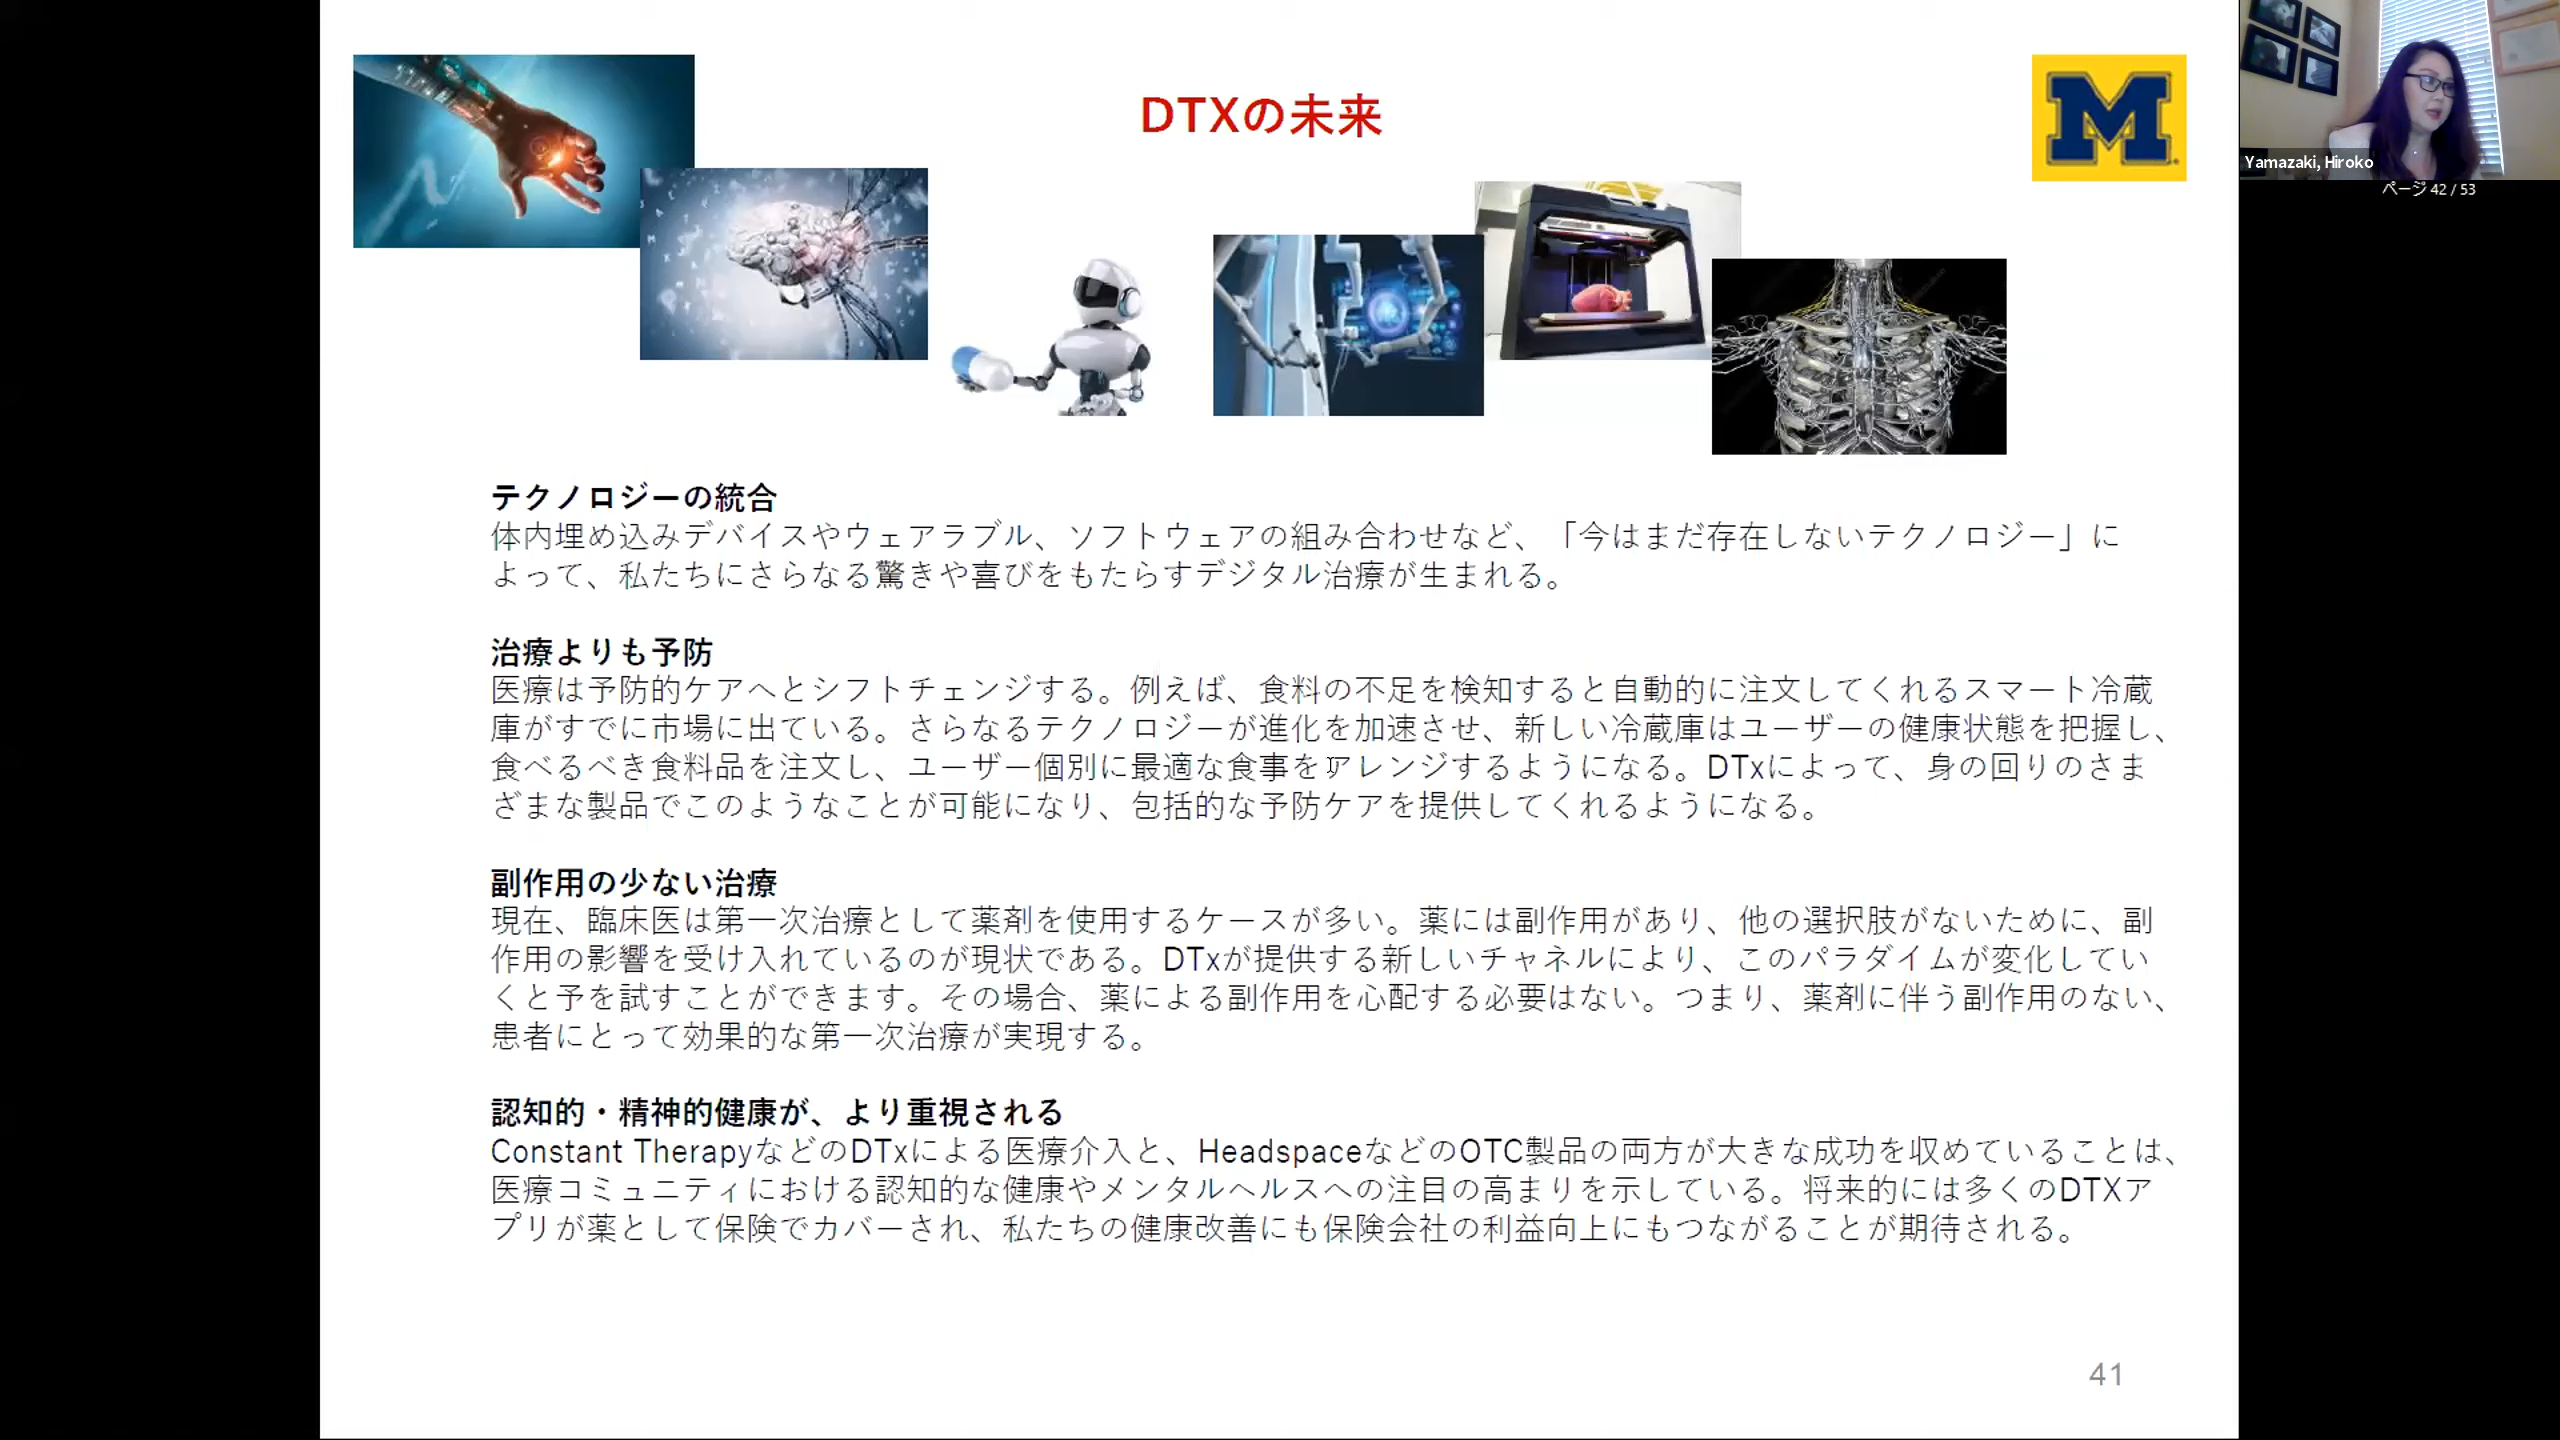 DTXの未来
M
Yamazaki, Hiroko
ページ 42 / 53
テクノロジーの統合
体内埋め込みデバイスやウェアラブル、ソフトウェアの組み合わせなど、「今はまだ存在しないテクノロジー」に
よって、私たちにさらなる驚きや喜びをもたらすデジタル治療が生まれる。
治療よりも予防
医療は予防的ケアへとシフトチェンジする。例えば、食料の不足を検知すると自動的に注文してくれるスマート冷蔵
庫がすでに市場に出ている。さらなるテクノロジーが進化を加速させ、新しい冷蔵庫はユーザーの健康状態を把握し、
食べるべき食料品を注文し、ユーザー個別に最適な食事をアレンジするようになる。DTxによって、身の回りのさま
ざまな製品でこのようなことが可能になり、包括的な予防ケアを提供してくれるようになる。
副作用の少ない治療
現在、臨床医は第一次治療として薬剤を使用するケースが多い。薬には副作用があり、他の選択肢がないために、副
作用の影響を受け入れているのが現状である。DTxが提供する新しいチャネルにより、このパラダイムが変化してい
くと予を試すことができます。その場合、薬による副作用を心配する必要はない。つまり、薬剤に伴う副作用のない、
患者にとって効果的な第一次治療が実現する。
認知的・精神的健康が、より重視される
Constant TherapyなどのDTxによる医療介入と、HeadspaceなどのOTC製品の両方が大きな成功を収めていることは、
医療コミュニティにおける認知的な健康やメンタルヘルスへの注目の高まりを示している。将来的には多くのDTXア
プリが薬として保険でカバーされ、私たちの健康改善にも保険会社の利益向上にもつながることが期待される。
41